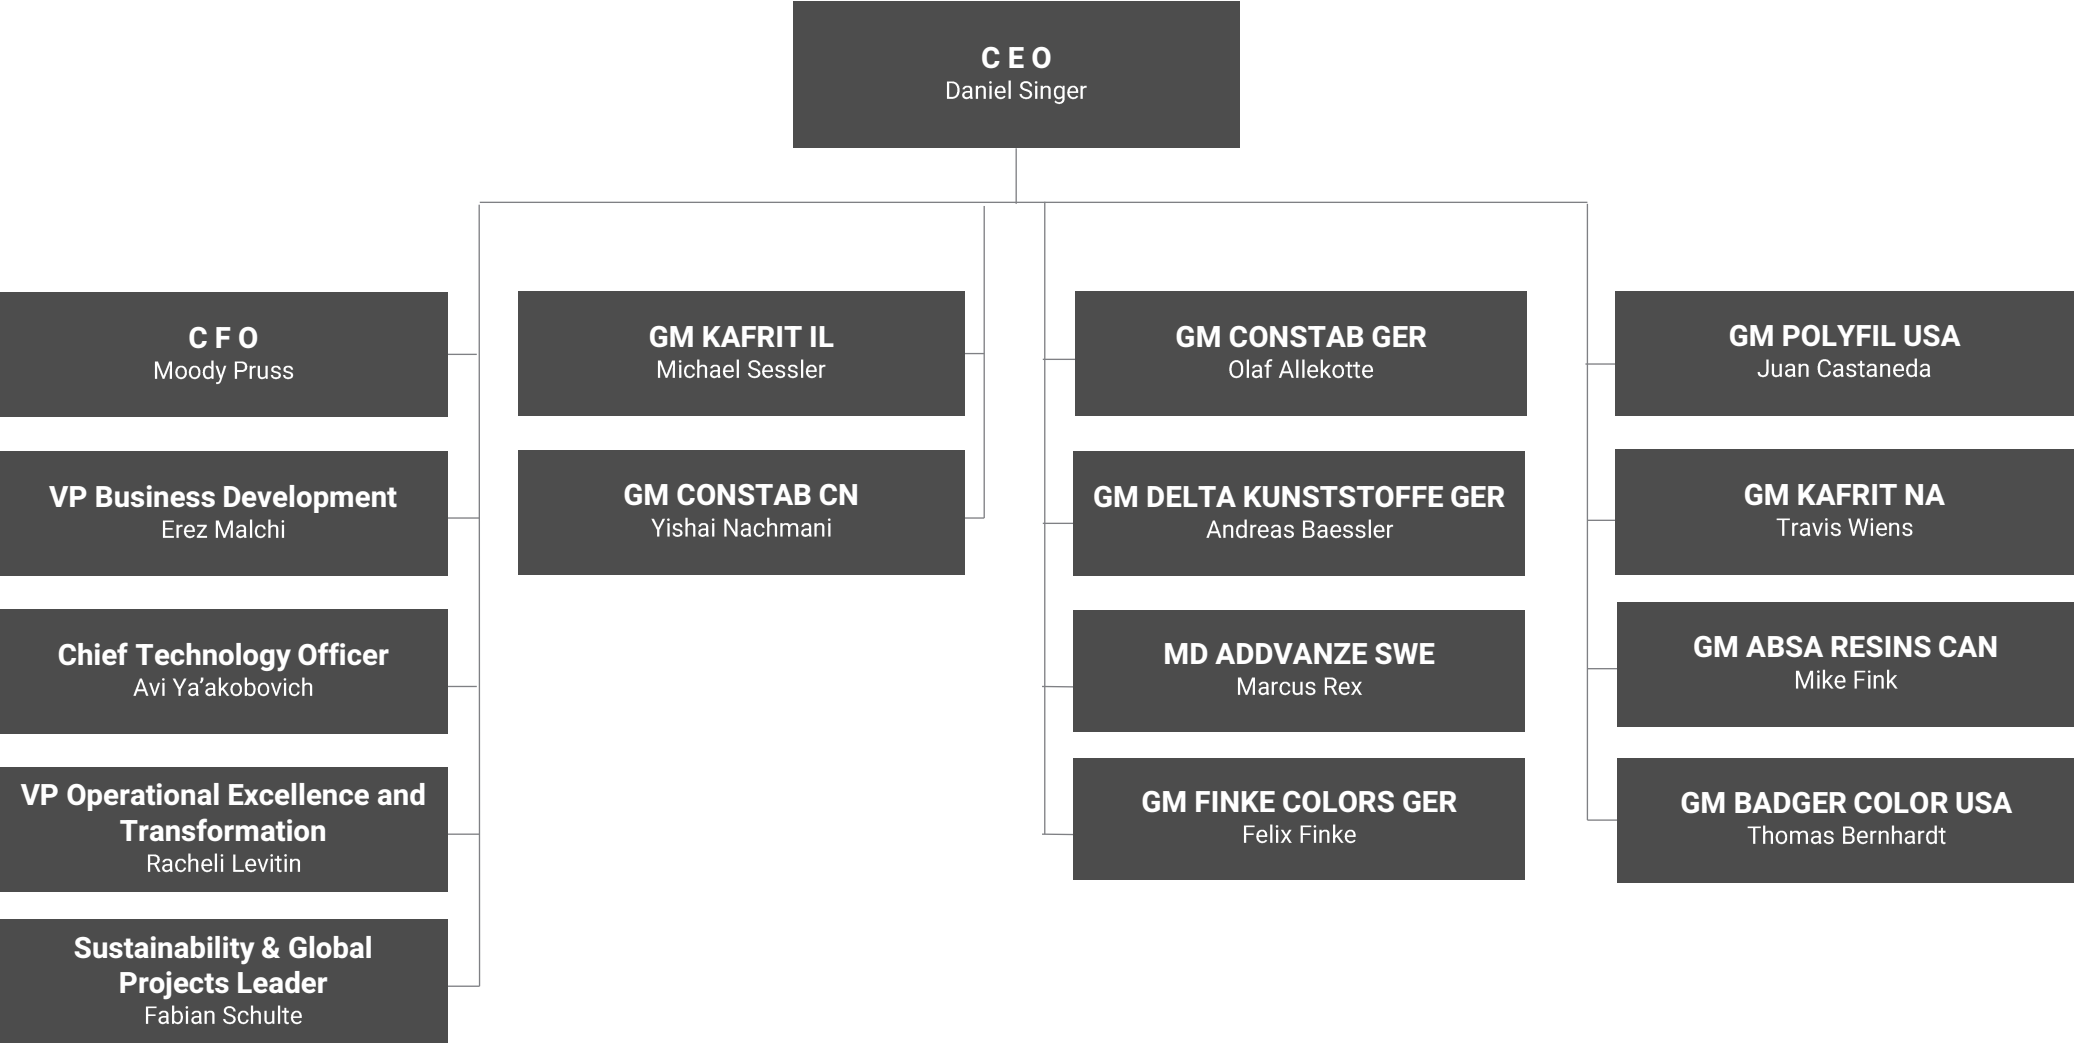 C E O
Daniel Singer
C F O
Moody Pruss
VP Business Development
Erez Malchi
Chief Technology Officer
Avi Ya’akobovich
VP Operational Excellence and
Transformation
Racheli Levitin
Sustainability & Global
Projects Leader
Fabian Schulte
GM KAFRIT IL
Michael Sessler
GM CONSTAB CN
Yishai Nachmani
GM CONSTAB GER
Olaf Allekotte
GM DELTA KUNSTSTOFFE GER
Andreas Baessler
MD ADDVANZE SWE
Marcus Rex
GM FINKE COLORS GER
Felix Finke
GM POLYFIL USA
Juan Castaneda
GM KAFRIT NA
Travis Wiens
GM ABSA RESINS CAN
Mike Fink
GM BADGER COLOR USA
Thomas Bernhardt